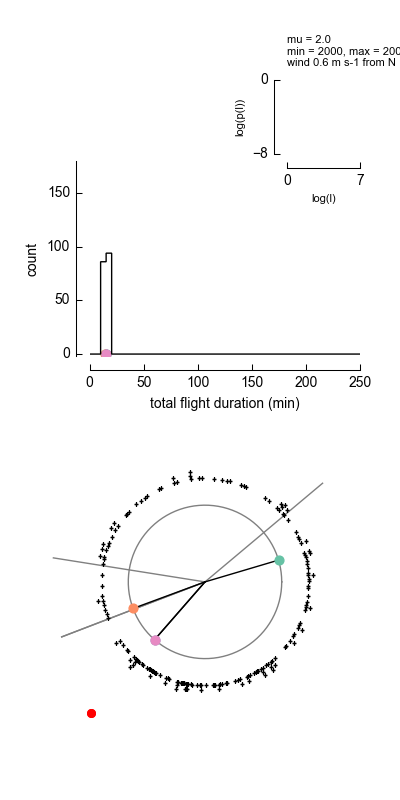 mu = 2.0
min = 2000, max = 200
wind 0.6 m s-1 from N
0
log(p(l))
−8
0 7
log(l)
150
100
50
0
count
0 50 100 150 200 250
total flight duration (min)